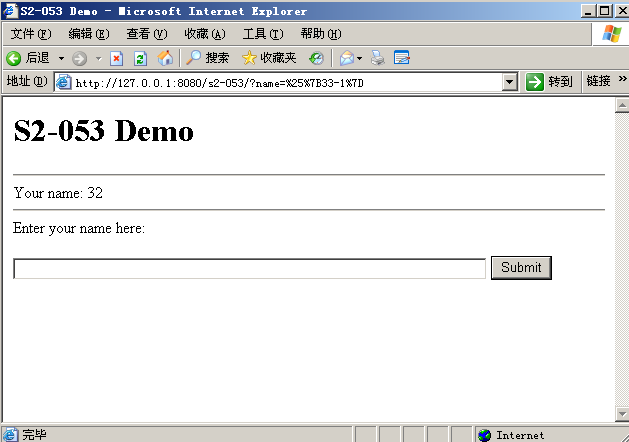 S2-053 Demo - Microsoft Internet Explorer
文件(F) 编辑(E) 查看(V) 收藏(A) 工具(T) 帮助(H)
后退 搜索 收藏夹
地址(D) http://127.0.0.1:8080/s2-053/?name=%25%7B33-1%7D 转到 链接 »
S2-053 Demo
Your name: 32
Enter your name here:
Submit
完毕 Internet